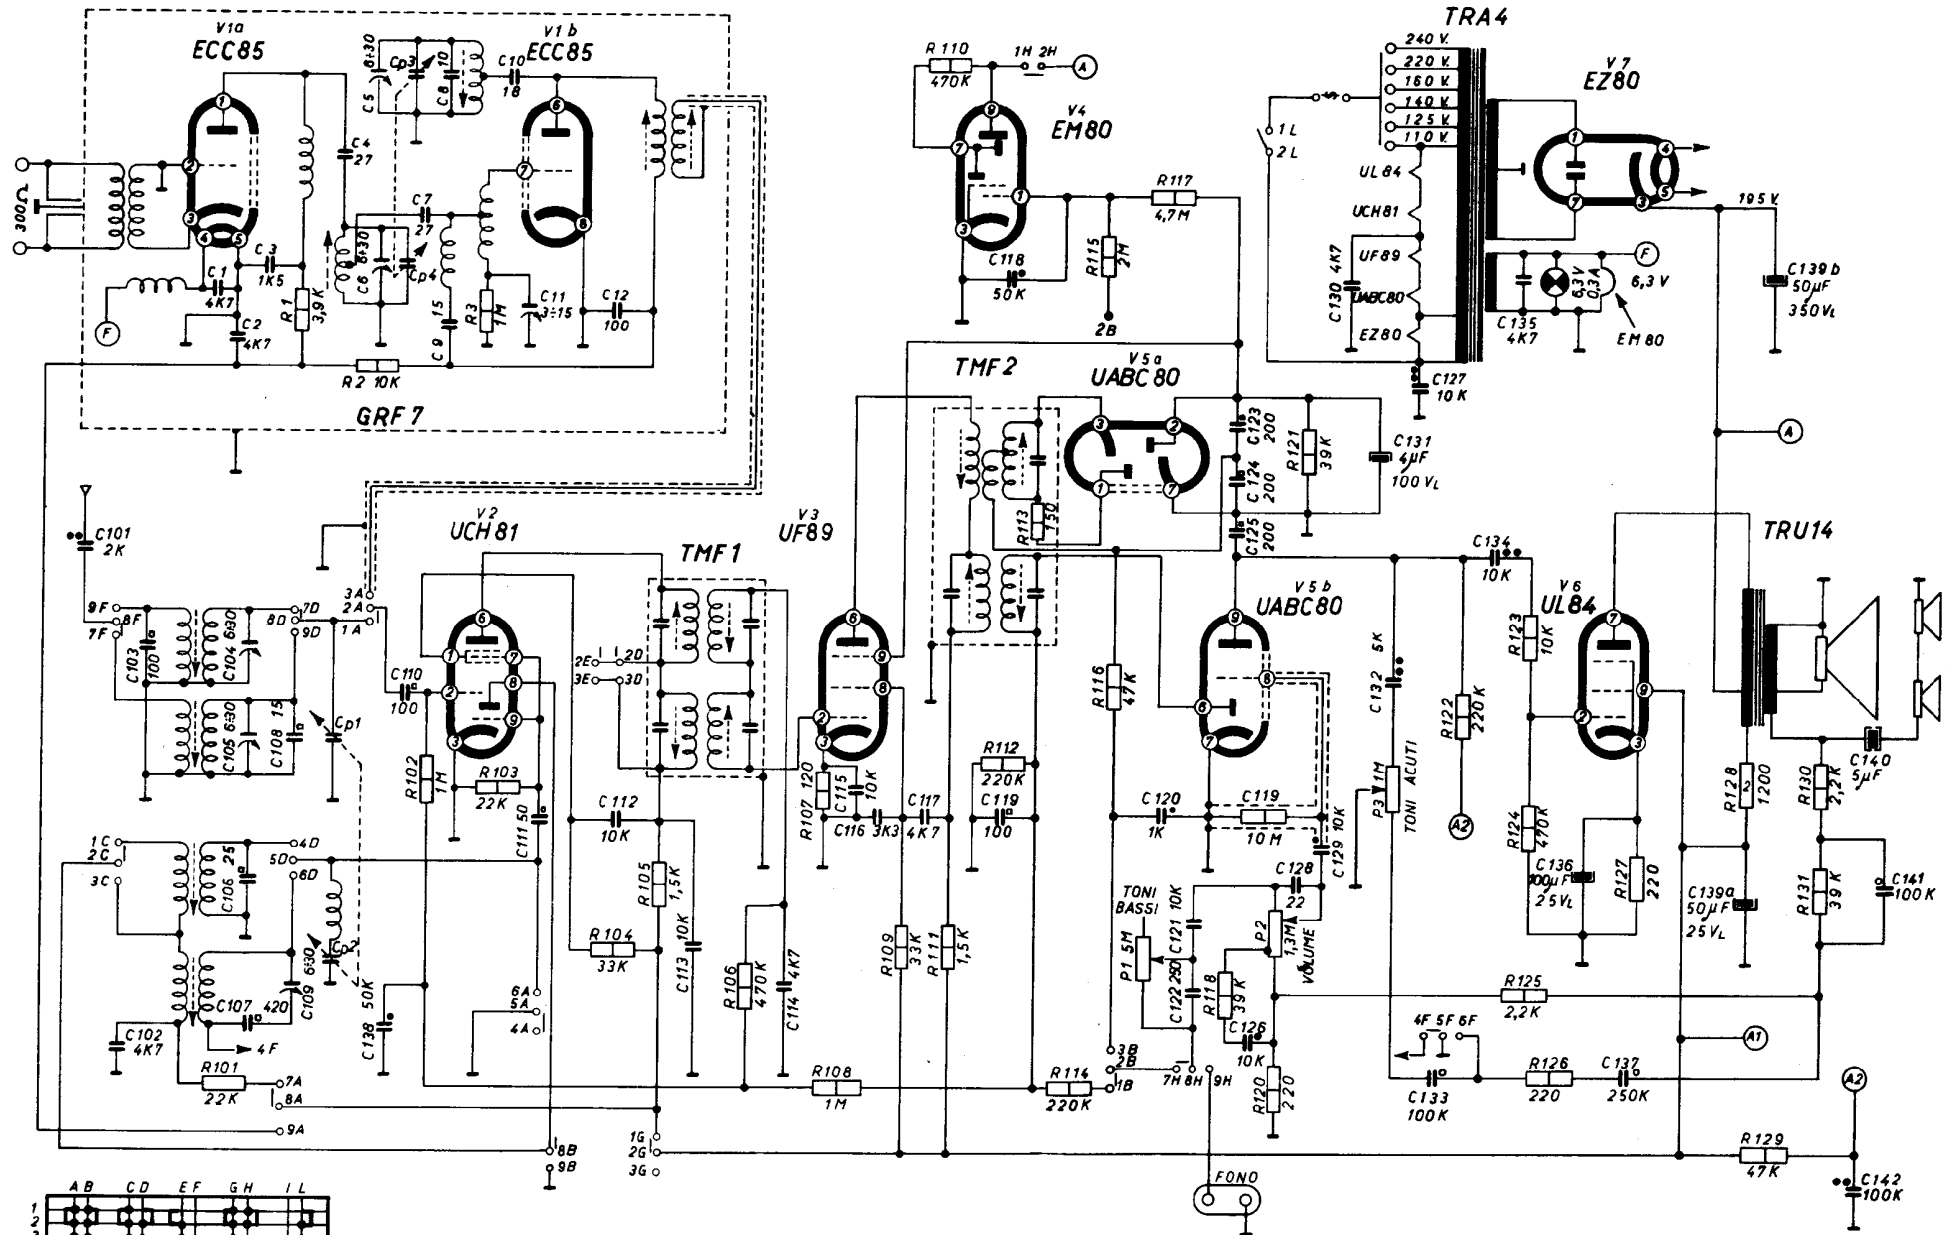 V1a
ECC85
V1b
ECC85
C5 6÷30
Cp3
C8 10
C10
18
C4
27
300Ω
C7
27
C6 6÷30
Cp4
C3
1K5
C1
4K7
R1
3,9K
C2
4K7
F
C9 15
R3
1M
C11
3÷15
C12
100
R2 10K
GRF7
R110
470K
1H 2H
A
V4
EM80
R117
4,7M
R115
2M
C118
50K
2B
TRA4
240 V.
220 V.
160 V.
140 V.
125 V.
110 V.
1L
2L
UL84
UCH81
UF89
UABC80
EZ80
C130 4K7
C127
10K
V7
EZ80
195 V.
F
6,3 V
6,3 V
0,3 A
C135
4K7
EM80
C139b
50µF
350VL
A
TMF2
V5a
UABC80
R113
150
C123
200
C124
200
C125
200
R121
39K
C131
4µF
100VL
C101
2K
9F
8F
7F
C103
100
C104 6÷30
7D
8D
9D
3A
2A
1A
C105 6÷30
C108 15
Cp1
V2
UCH81
C110
100
R102
1M
R103
22K
C111 50
TMF1
2E
2D
3E
3D
V3
UF89
C112
10K
R105
1,5K
R104
33K
C113 10K
R106
470K
C114 4K7
R107 120
C115
10K
C116 3K3
C117
4K7
R112
220K
C119
100
R109
33K
R111
1,5K
R116
47K
C120
1K
V5b
UABC80
C119
10M
C129 10K
C128
22
TONI
BASSI
P1 5M
C121 10K
C122 250
R118
39K
P2
1,3M
VOLUME
C126
10K
R120
220
C132 5K
P3 1M
TONI ACUTI
R122
220K
A2
C134
10K
R123
10K
R124
470K
V6
UL84
C136
100µF
25VL
R127
220
TRU14
R128
1200
C139a
50µF
25VL
R130
2,2K
C140
5µF
R131
39K
C141
100K
1C
2C
3C
C106 25
4D
5D
6D
C107 420
C109 6÷30
Cp2
C102
4K7
4F
R101
22K
7A
8A
9A
C138 50K
6A
5A
4A
R108
1M
R114
220K
3B
2B
1B
7H
8H
9H
8B
9B
1G
2G
3G
FONO
R125
2,2K
4F 5F 6F
C133
100K
R126
220
C137
250K
A1
A2
R129
47K
C142
100K
A B C D E F G H I L
1
2